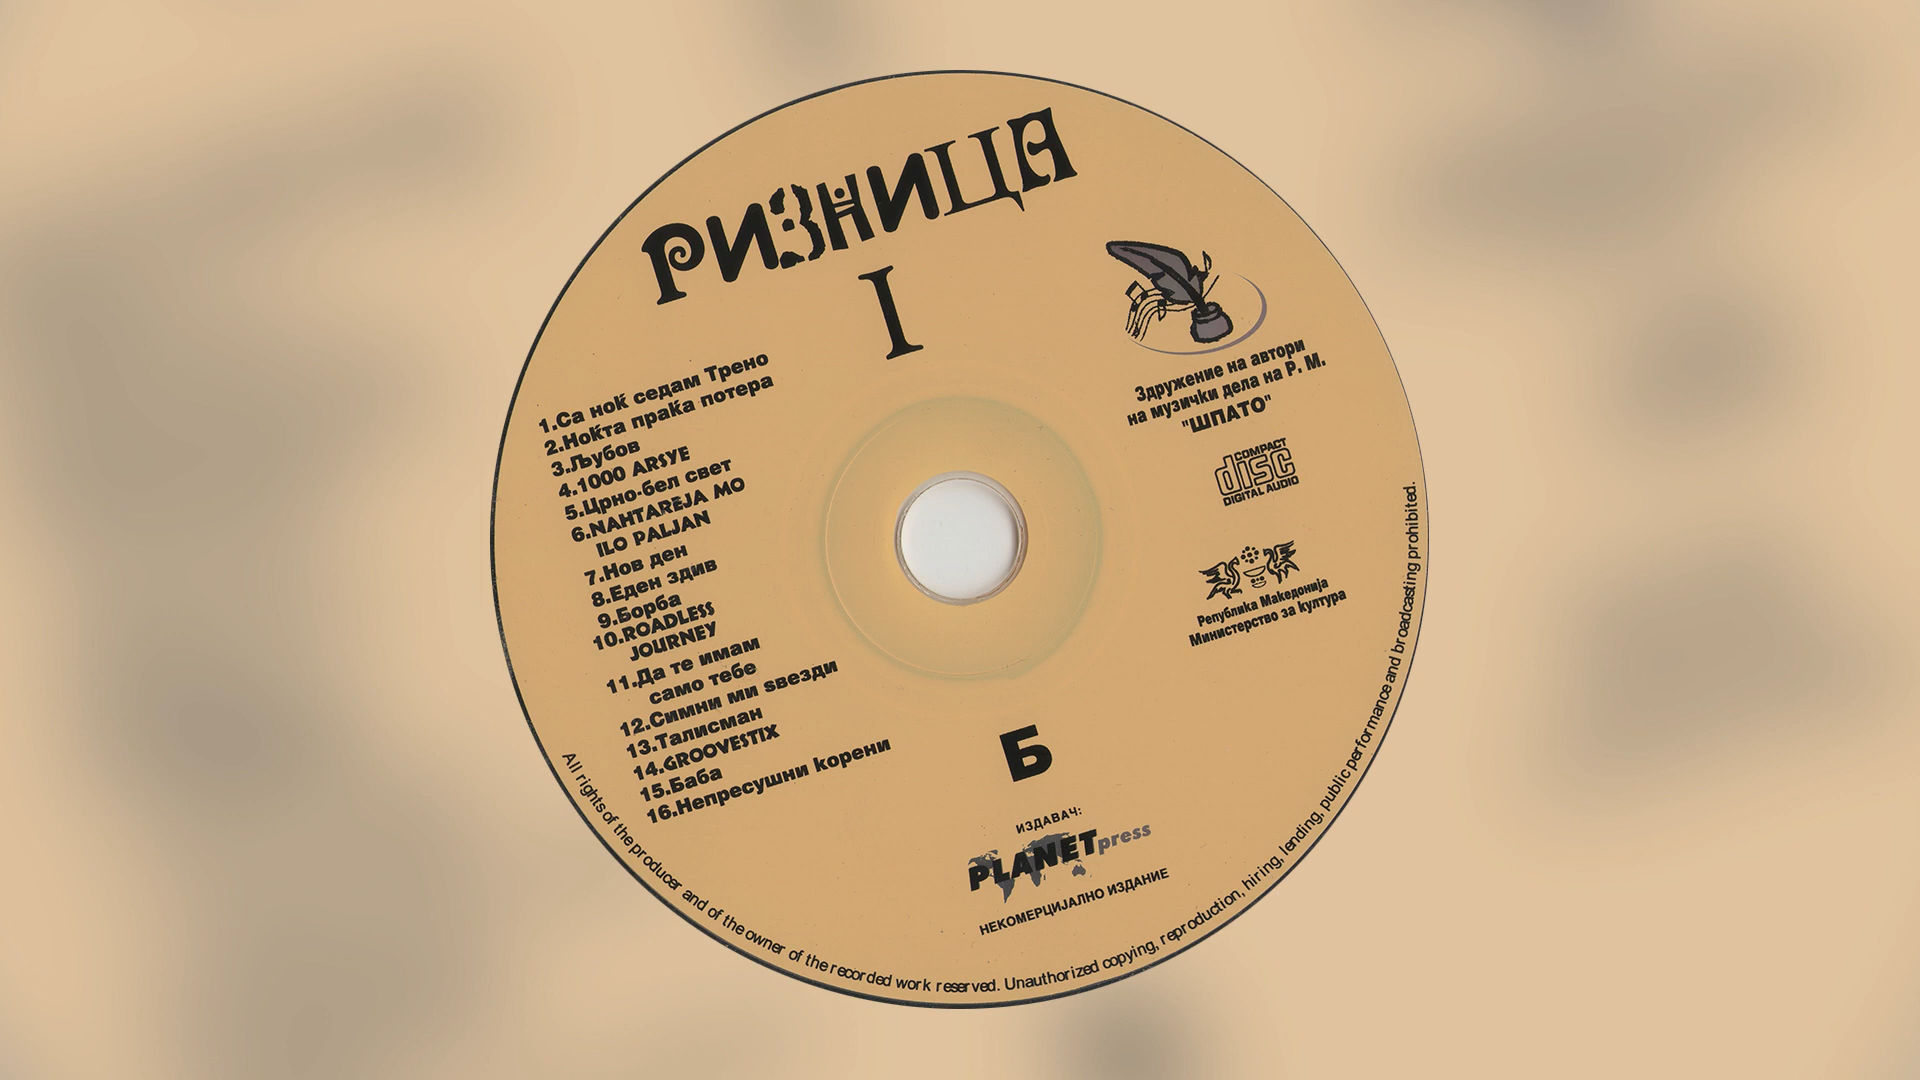 РИЗНИЦА
I
1.Са ноќ седам Трено
2.Ноќта праќа потера
3.Љубов
4.1000 ARSYE
5.Црно-бел свет
6.NAHTAREJA MO
ILO PALJAN
7.Нов ден
8.Еден здив
9.Борба
10.ROADLESS
JOURNEY
11.Да те имам
само тебе
12.Симни ми ѕвезди
13.Талисман
14.GROOVESTIX
15.Баба
16.Непресушни корени
Здружение на автори
на музички дела на Р. М.
"ШПАТО"
COMPACT
disc
DIGITAL AUDIO
Република Македонија
Министерство за култура
Б
ИЗДАВАЧ:
PLANETpress
НЕКОМЕРЦИЈАЛНО ИЗДАНИЕ
All rights of the producer and of the owner of the recorded work reserved. Unauthorized copying, reproduction, hiring, lending, public performance and broadcasting prohibited.